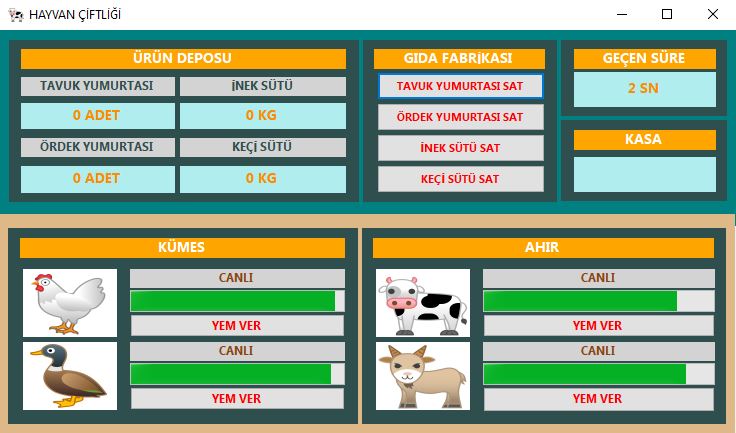 HAYVAN ÇİFTLİĞİ
ÜRÜN DEPOSU
TAVUK YUMURTASI
İNEK SÜTÜ
0 ADET
0 KG
ÖRDEK YUMURTASI
KEÇİ SÜTÜ
0 ADET
0 KG
GIDA FABRİKASI
TAVUK YUMURTASI SAT
ÖRDEK YUMURTASI SAT
İNEK SÜTÜ SAT
KEÇİ SÜTÜ SAT
GEÇEN SÜRE
2 SN
KASA
KÜMES
CANLI
YEM VER
CANLI
YEM VER
AHIR
CANLI
YEM VER
CANLI
YEM VER